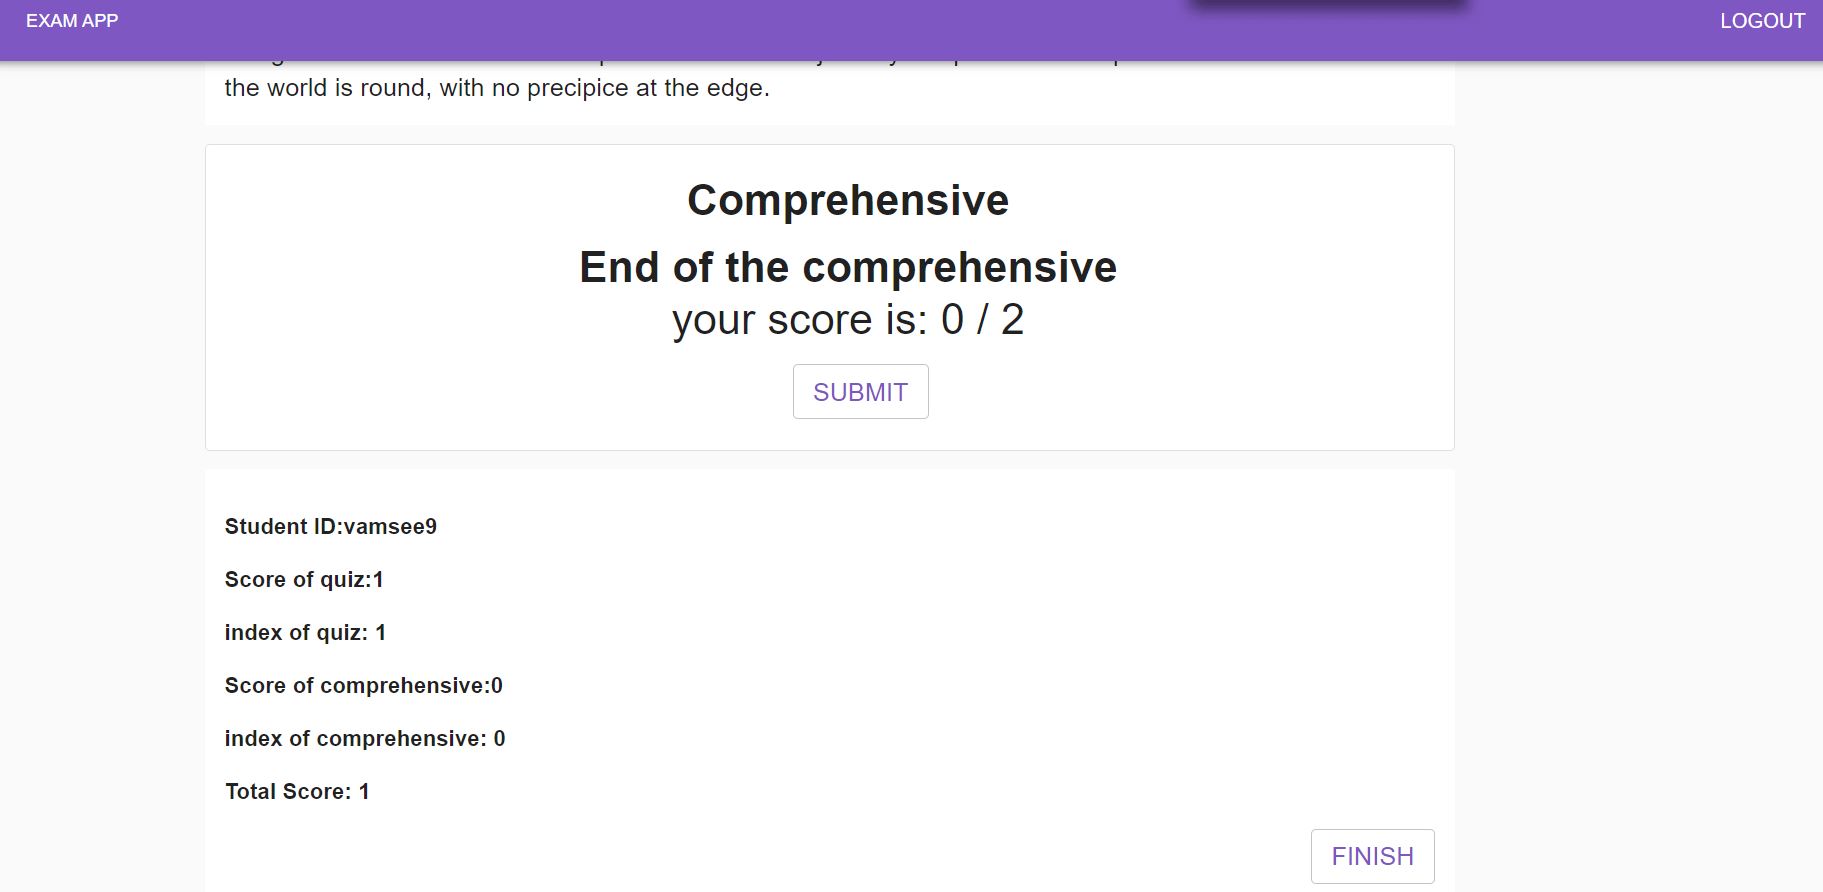 EXAM APP
LOGOUT
the world is round, with no precipice at the edge.
Comprehensive
End of the comprehensive
your score is: 0 / 2
SUBMIT
Student ID:vamsee9
Score of quiz:1
index of quiz: 1
Score of comprehensive:0
index of comprehensive: 0
Total Score: 1
FINISH